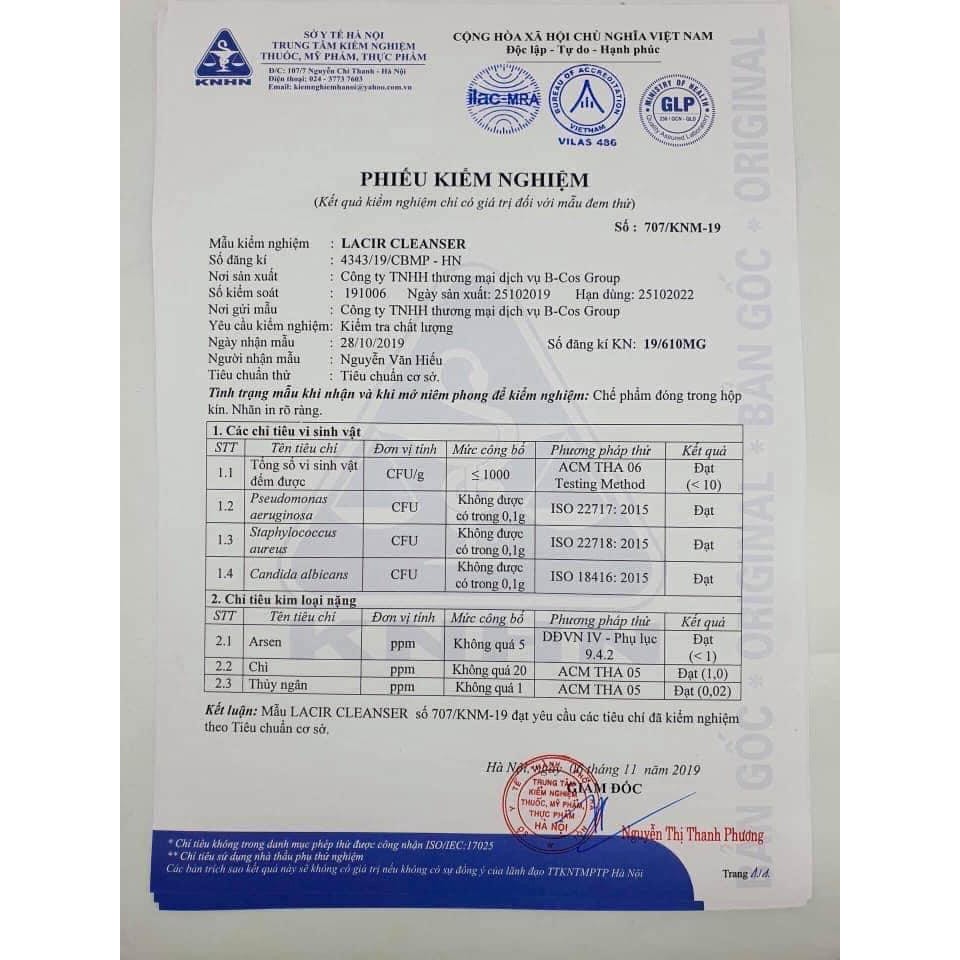 SỞ Y TẾ HÀ NỘI
TRUNG TÂM KIỂM NGHIỆM
THUỐC, MỸ PHẨM, THỰC PHẨM
Đ/C: 107/7 Nguyễn Chí Thanh - Hà Nội
Điện thoại: 024 - 3773 7603
Email: kiemnghiemhanoi@yahoo.com.vn
KNHN
CỘNG HÒA XÃ HỘI CHỦ NGHĨA VIỆT NAM
Độc lập - Tự do - Hạnh phúc
ilac-MRA
BUREAU OF ACCREDITATION
VIETNAM
VILAS 486
MINISTRY OF HEALTH
GLP
Quality Assured Laboratory
PHIẾU KIỂM NGHIỆM
(Kết quả kiểm nghiệm chỉ có giá trị đối với mẫu đem thử)
Số : 707/KNM-19
Mẫu kiểm nghiệm : LACIR CLEANSER
Số đăng kí : 4343/19/CBMP - HN
Nơi sản xuất : Công ty TNHH thương mại dịch vụ B-Cos Group
Số kiểm soát : 191006 Ngày sản xuất: 25102019 Hạn dùng: 25102022
Nơi gửi mẫu : Công ty TNHH thương mại dịch vụ B-Cos Group
Yêu cầu kiểm nghiệm: Kiểm tra chất lượng
Ngày nhận mẫu : 28/10/2019 Số đăng kí KN: 19/610MG
Người nhận mẫu : Nguyễn Văn Hiếu
Tiêu chuẩn thử : Tiêu chuẩn cơ sở.
Tình trạng mẫu khi nhận và khi mở niêm phong để kiểm nghiệm: Chế phẩm đóng trong hộp
kín. Nhãn in rõ ràng.
1. Các chỉ tiêu vi sinh vật
STT Tên tiêu chí Đơn vị tính Mức công bố Phương pháp thử Kết quả
1.1 Tổng số vi sinh vật đếm được CFU/g ≤ 1000 ACM THA 06 Testing Method Đạt (< 10)
1.2 Pseudomonas aeruginosa CFU Không được có trong 0,1g ISO 22717: 2015 Đạt
1.3 Staphylococcus aureus CFU Không được có trong 0,1g ISO 22718: 2015 Đạt
1.4 Candida albicans CFU Không được có trong 0,1g ISO 18416: 2015 Đạt
2. Chỉ tiêu kim loại nặng
STT Tên tiêu chí Đơn vị tính Mức công bố Phương pháp thử Kết quả
2.1 Arsen ppm Không quá 5 DĐVN IV - Phụ lục 9.4.2 Đạt (< 1)
2.2 Chì ppm Không quá 20 ACM THA 05 Đạt (1,0)
2.3 Thủy ngân ppm Không quá 1 ACM THA 05 Đạt (0,02)
Kết luận: Mẫu LACIR CLEANSER số 707/KNM-19 đạt yêu cầu các tiêu chí đã kiểm nghiệm
theo Tiêu chuẩn cơ sở.
Hà Nội, ngày 06 tháng 11 năm 2019
GIÁM ĐỐC
TRUNG TÂM
KIỂM NGHIỆM
THUỐC, MỸ PHẨM,
THỰC PHẨM
HÀ NỘI
Nguyễn Thị Thanh Phương
* Chỉ tiêu không trong danh mục phép thử được công nhận ISO/IEC:17025
** Chỉ tiêu sử dụng nhà thầu phụ thử nghiệm
Các bản trích sao kết quả này sẽ không có giá trị nếu không có sự đồng ý của lãnh đạo TTKNTMPTP Hà Nội
Trang 1/1
BẢN GỐC * ORIGINAL * BẢN GỐC * ORIGINAL
KNHN